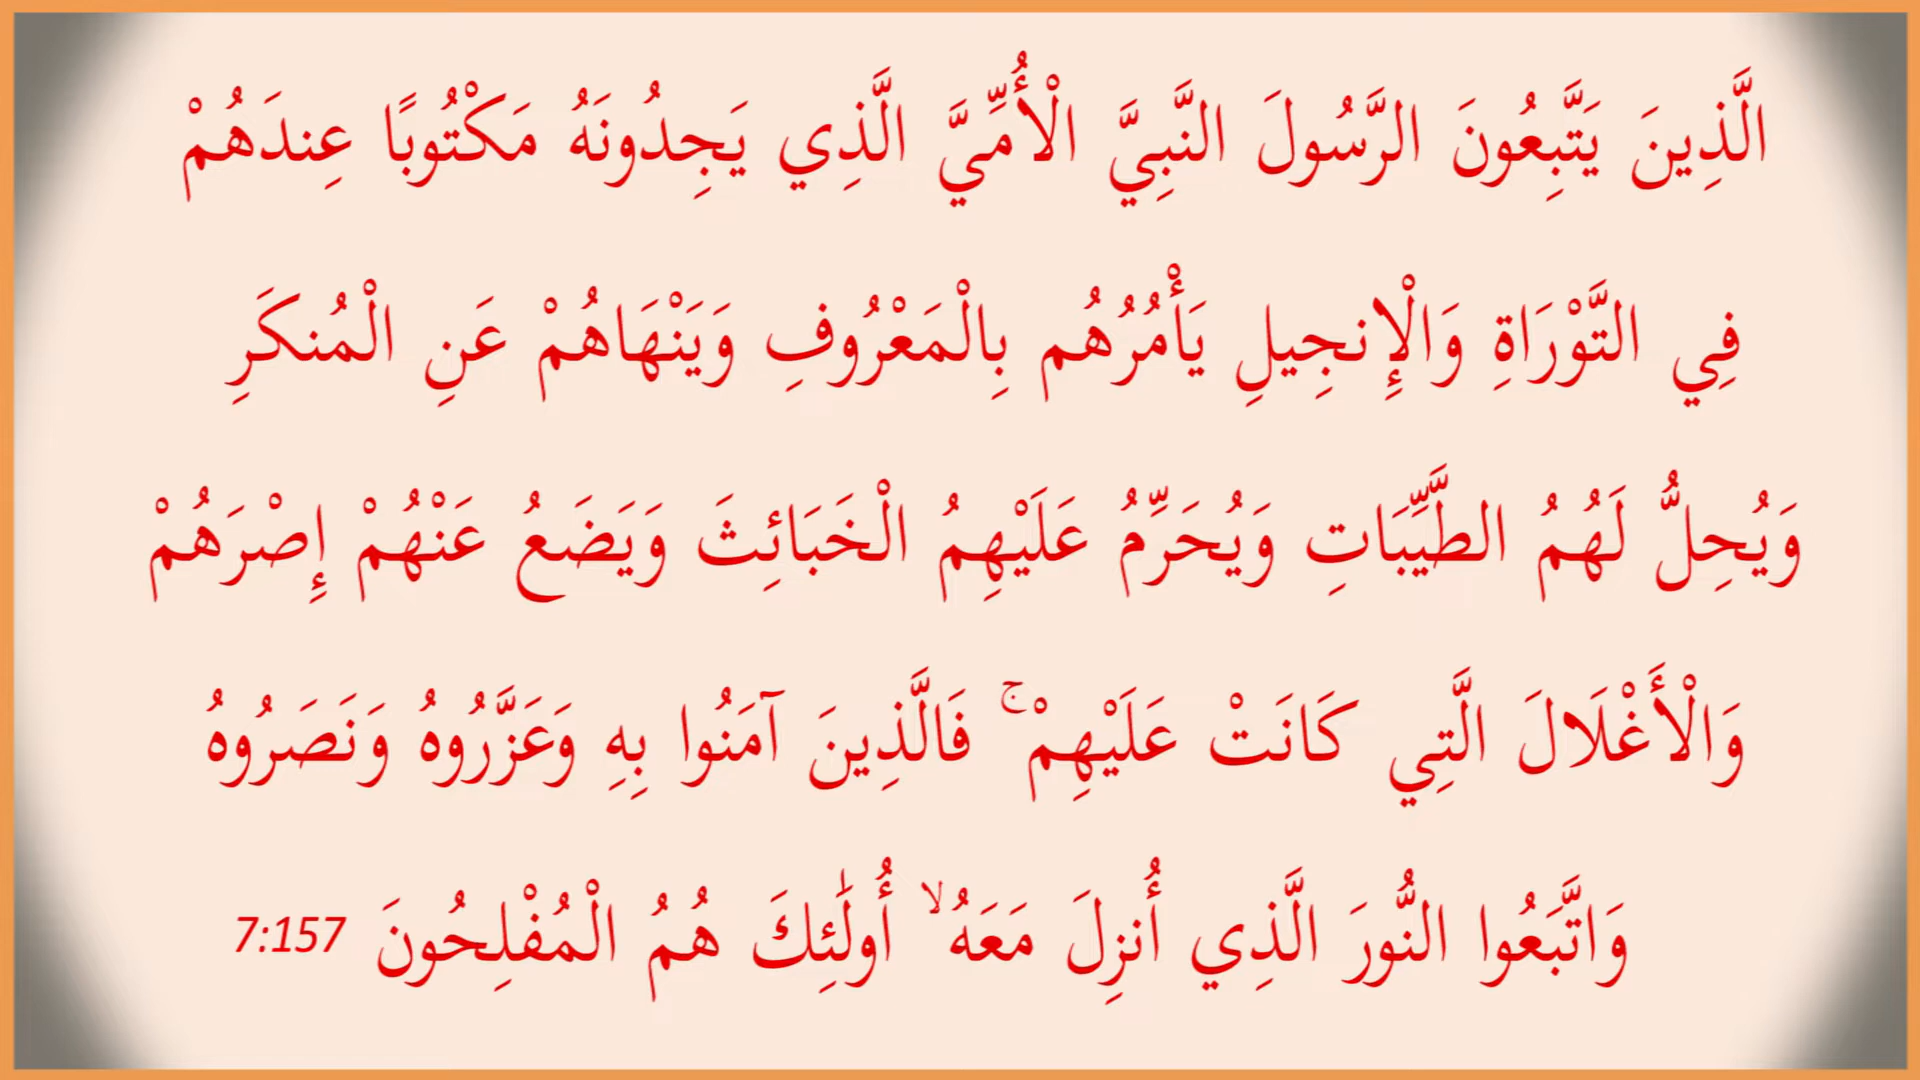 الَّذِينَ يَتَّبِعُونَ الرَّسُولَ النَّبِيَّ الْأُمِّيَّ الَّذِي يَجِدُونَهُ مَكْتُوبًا عِندَهُمْ
فِي التَّوْرَاةِ وَالْإِنجِيلِ يَأْمُرُهُم بِالْمَعْرُوفِ وَيَنْهَاهُمْ عَنِ الْمُنكَرِ
وَيُحِلُّ لَهُمُ الطَّيِّبَاتِ وَيُحَرِّمُ عَلَيْهِمُ الْخَبَائِثَ وَيَضَعُ عَنْهُمْ إِصْرَهُمْ
وَالْأَغْلَالَ الَّتِي كَانَتْ عَلَيْهِمْ ۚ فَالَّذِينَ آمَنُوا بِهِ وَعَزَّرُوهُ وَنَصَرُوهُ
وَاتَّبَعُوا النُّورَ الَّذِي أُنزِلَ مَعَهُ ۙ أُولَٰئِكَ هُمُ الْمُفْلِحُونَ 7:157